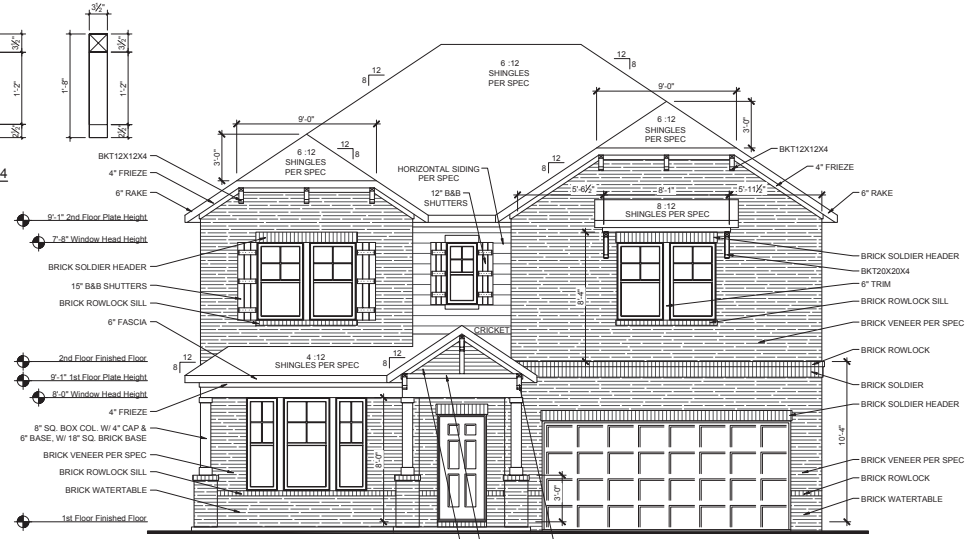 3½"
3½"
1'-2"
2½"
1'-8"
3½"
1'-2"
2½"
4
12
8
6 :12
SHINGLES
PER SPEC
12
8
9'-0"
9'-0"
3'-0"
6 :12
SHINGLES
PER SPEC
12
8
12
8
6 :12
SHINGLES
PER SPEC
3'-0"
BKT12X12X4
4" FRIEZE
6" RAKE
HORIZONTAL SIDING
PER SPEC
12" B&B
SHUTTERS
BKT12X12X4
4" FRIEZE
6" RAKE
5'-6½"
8'-1"
5'-11½"
8 :12
SHINGLES PER SPEC
9'-1" 2nd Floor Plate Height
7'-8" Window Head Height
BRICK SOLDIER HEADER
15" B&B SHUTTERS
BRICK ROWLOCK SILL
6" FASCIA
8'-4"
BRICK SOLDIER HEADER
BKT20X20X4
6" TRIM
BRICK ROWLOCK SILL
BRICK VENEER PER SPEC
BRICK ROWLOCK
BRICK SOLDIER
BRICK SOLDIER HEADER
CRICKET
12
8
4 :12
SHINGLES PER SPEC
12
8
2nd Floor Finished Floor
9'-1" 1st Floor Plate Height
8'-0" Window Head Height
4" FRIEZE
8" SQ. BOX COL. W/ 4" CAP &
6" BASE, W/ 18" SQ. BRICK BASE
BRICK VENEER PER SPEC
BRICK ROWLOCK SILL
BRICK WATERTABLE
1st Floor Finished Floor
8'-0"
3'-0"
10'-4"
BRICK VENEER PER SPEC
BRICK ROWLOCK
BRICK WATERTABLE